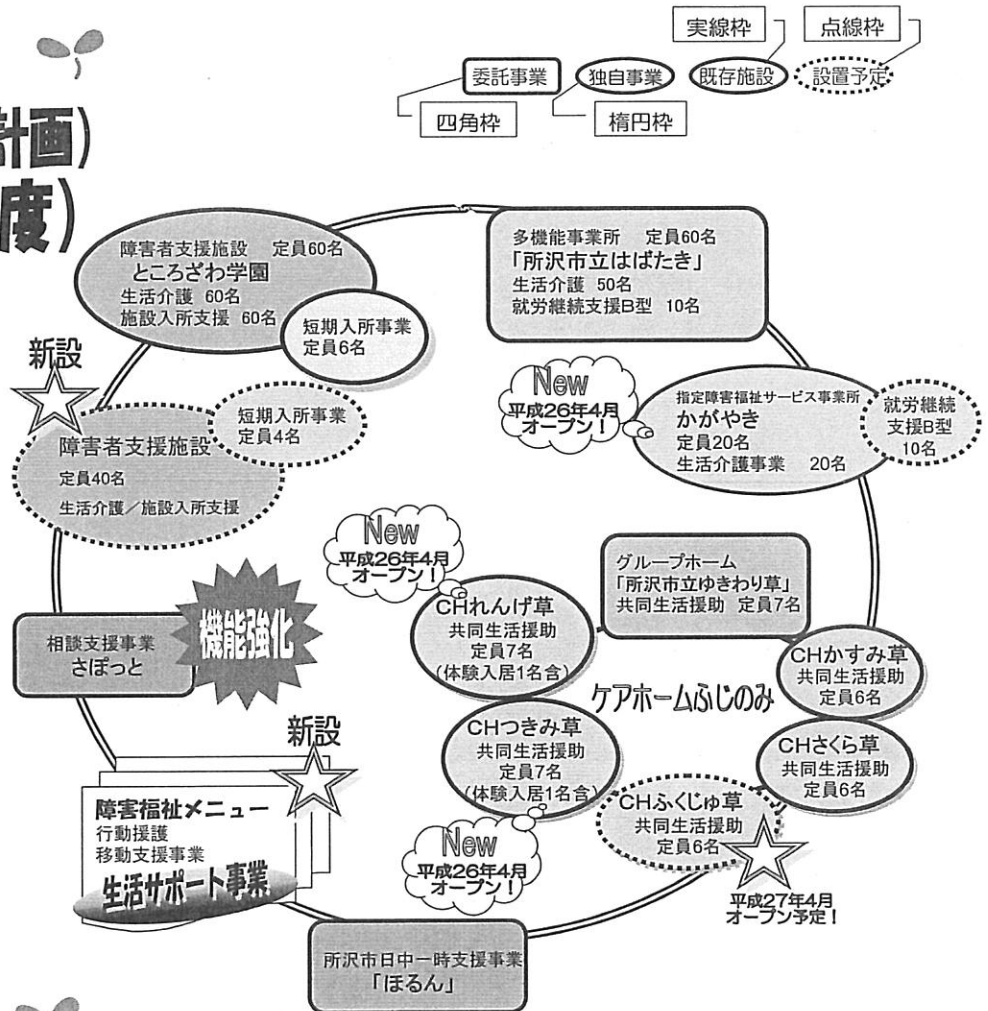 実線枠
点線枠
委託事業
独自事業
既存施設
設置予定
四角枠
楕円枠
計画)
度)
障害者支援施設 定員60名
ところざわ学園
生活介護 60名
施設入所支援 60名
短期入所事業
定員6名
多機能事業所 定員60名
「所沢市立はばたき」
生活介護 50名
就労継続支援B型 10名
新設
短期入所事業
定員4名
障害者支援施設
定員40名
生活介護/施設入所支援
New
平成26年4月
オープン!
指定障害福祉サービス事業所
かがやき
定員20名
生活介護事業 20名
就労継続
支援B型
10名
New
平成26年4月
オープン!
グループホーム
「所沢市立ゆきわり草」
共同生活援助 定員7名
CHれんげ草
共同生活援助
定員7名
(体験入居1名含)
相談支援事業
さぽっと
機能強化
ケアホームふじのみ
CHかすみ草
共同生活援助
定員6名
CHつきみ草
共同生活援助
定員7名
(体験入居1名含)
CHさくら草
共同生活援助
定員6名
新設
CHふくじゅ草
共同生活援助
定員6名
障害福祉メニュー
行動援護
移動支援事業
生活サポート事業
New
平成26年4月
オープン!
平成27年4月
オープン予定!
所沢市日中一時支援事業
「ほるん」